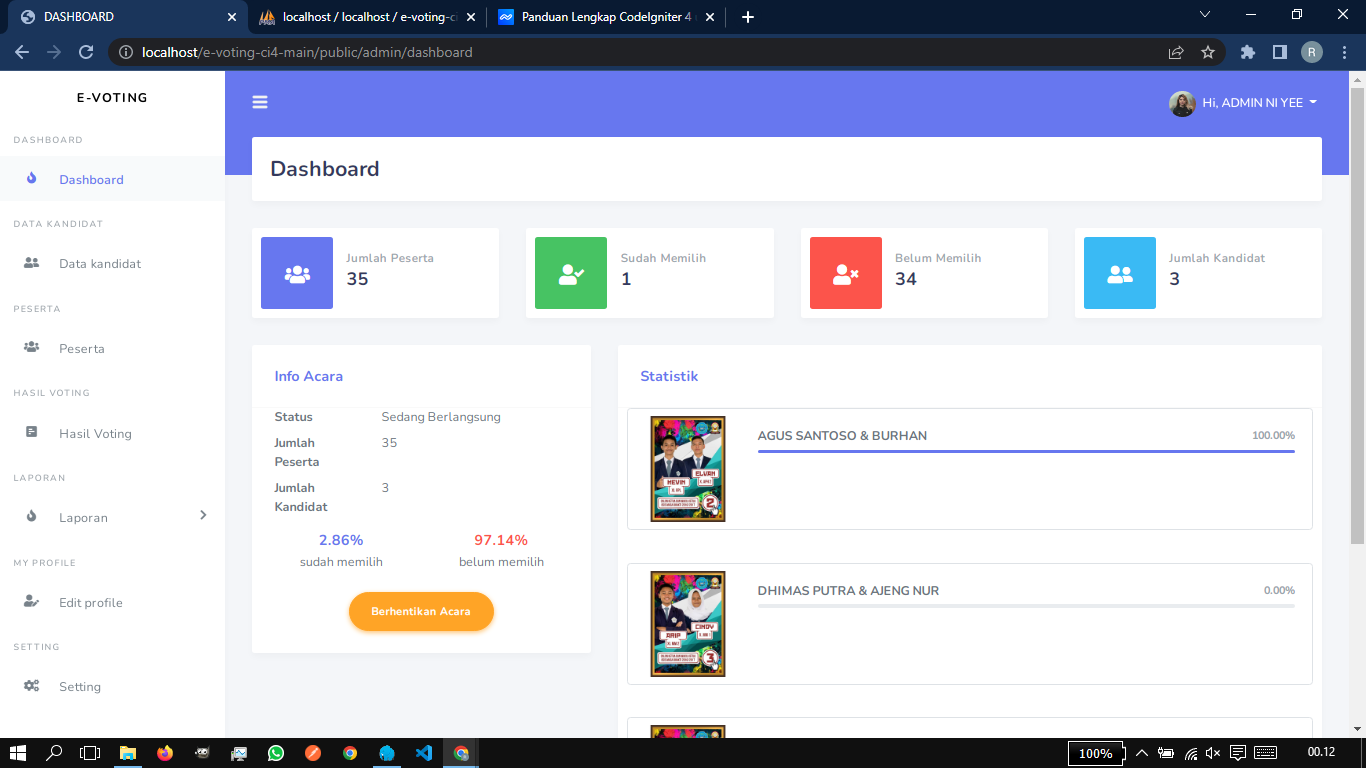 DASHBOARD
localhost / localhost / e-voting-ci
Panduan Lengkap CodeIgniter 4
localhost/e-voting-ci4-main/public/admin/dashboard
R
E-VOTING
Hi, ADMIN NI YEE
DASHBOARD
Dashboard
DATA KANDIDAT
Data kandidat
PESERTA
Peserta
HASIL VOTING
Hasil Voting
LAPORAN
Laporan
MY PROFILE
Edit profile
SETTING
Setting
Dashboard
Jumlah Peserta
35
Sudah Memilih
1
Belum Memilih
34
Jumlah Kandidat
3
Info Acara
Status Sedang Berlangsung
Jumlah Peserta 35
Jumlah Kandidat 3
2.86%
sudah memilih
97.14%
belum memilih
Berhentikan Acara
Statistik
AGUS SANTOSO & BURHAN 100.00%
KEVIN
ELVAN
2
DHIMAS PUTRA & AJENG NUR 0.00%
ARIP
CINDY
3
100%
00.12